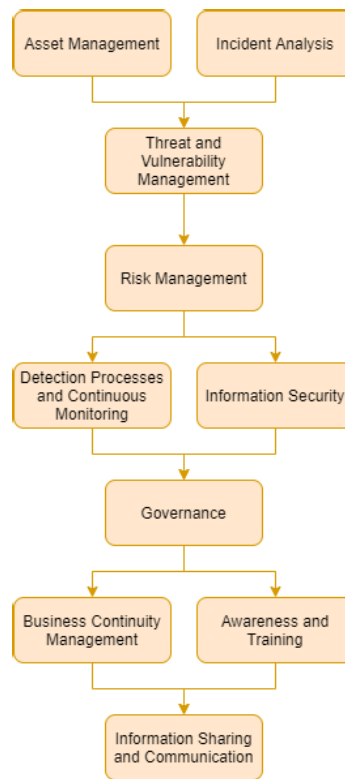 Asset Management
Incident Analysis
Threat and
Vulnerability
Management
Risk Management
Detection Processes
and Continuous
Monitoring
Information Security
Governance
Business Continuity
Management
Awareness and
Training
Information Sharing
and Communication